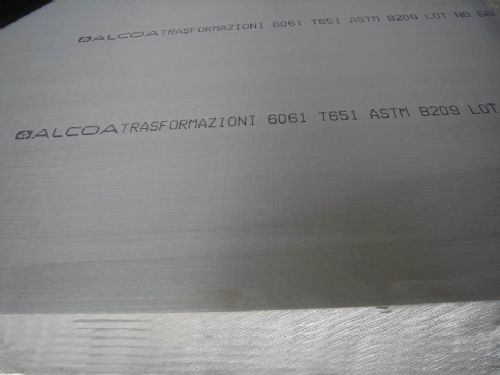 ALCOA TRASFORMAZIONI 6061 T651 ASTM B209 LOT NO
ALCOA TRASFORMAZIONI 6061 T651 ASTM B209 LOT